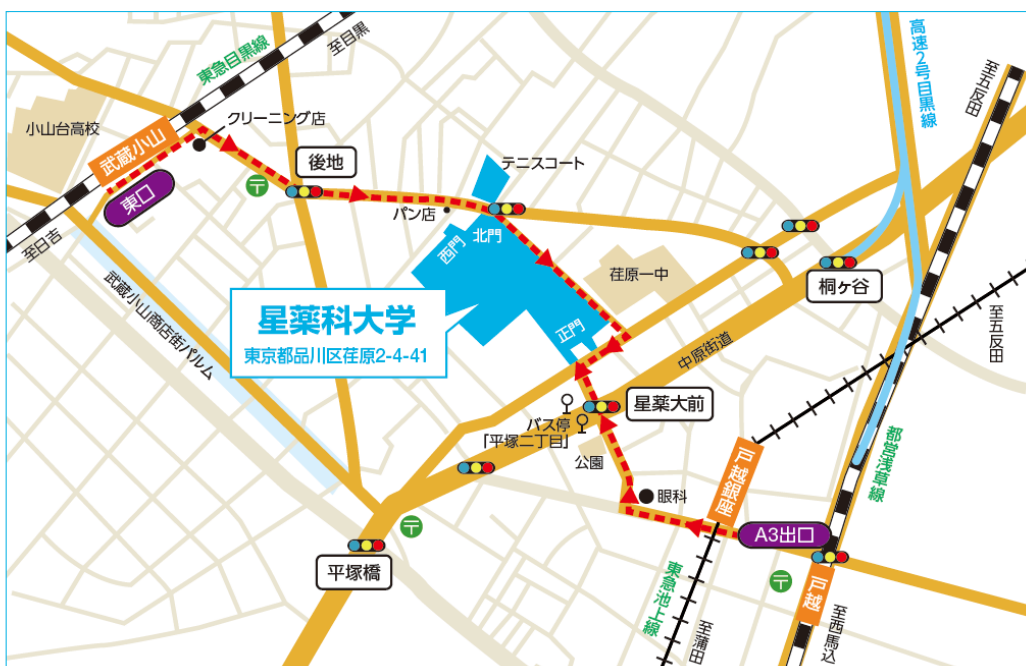 東急目黒線
至目黒
高速2号目黒線
至五反田
小山台高校
クリーニング店
武蔵小山
後地
テニスコート
東口
パン店
北門
西門
至日吉
荏原一中
桐ヶ谷
武蔵小山商店街パルム
星薬科大学
東京都品川区荏原2-4-41
正門
至五反田
中原街道
星薬大前
バス停
「平塚二丁目」
公園
都営浅草線
戸越銀座
眼科
A3出口
平塚橋
東急池上線
戸越
至蒲田
至西馬込